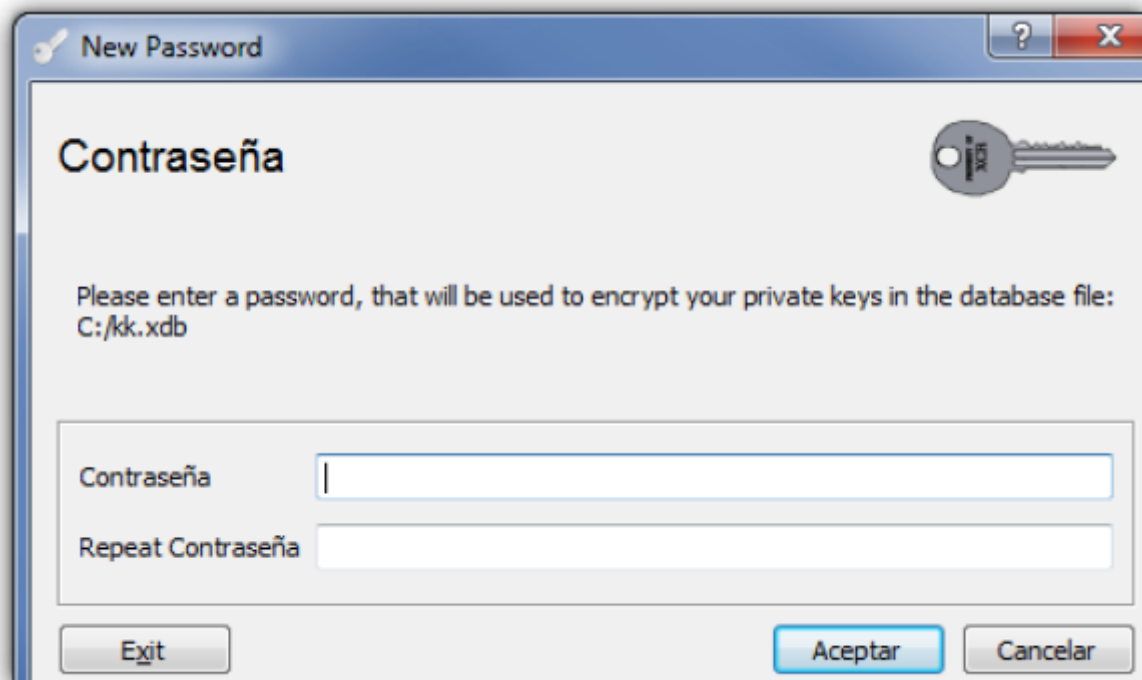 New Password
?
Contraseña
XCA
Please enter a password, that will be used to encrypt your private keys in the database file:
C:/kk.xdb
Contraseña
Repeat Contraseña
Exit
Aceptar
Cancelar